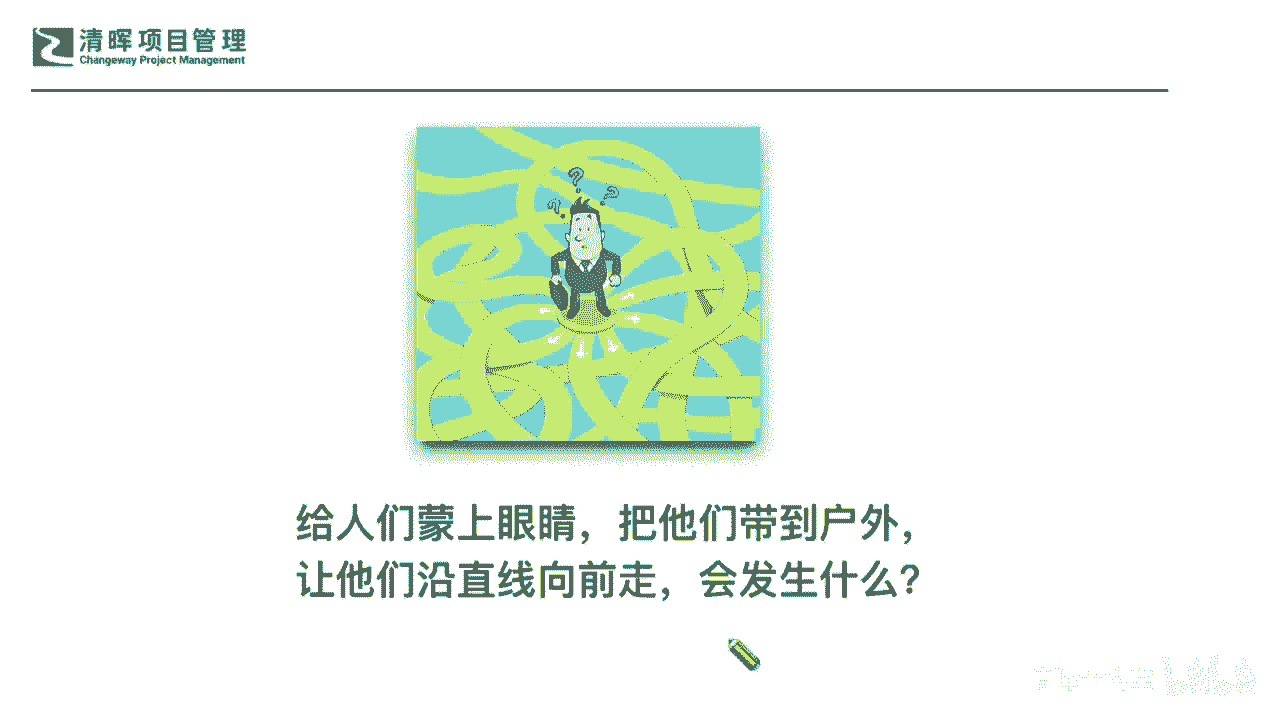 清晖项目管理
Changeway Project Management
? ? ?
给人们蒙上眼睛，把他们带到户外，
让他们沿直线向前走，会发生什么？